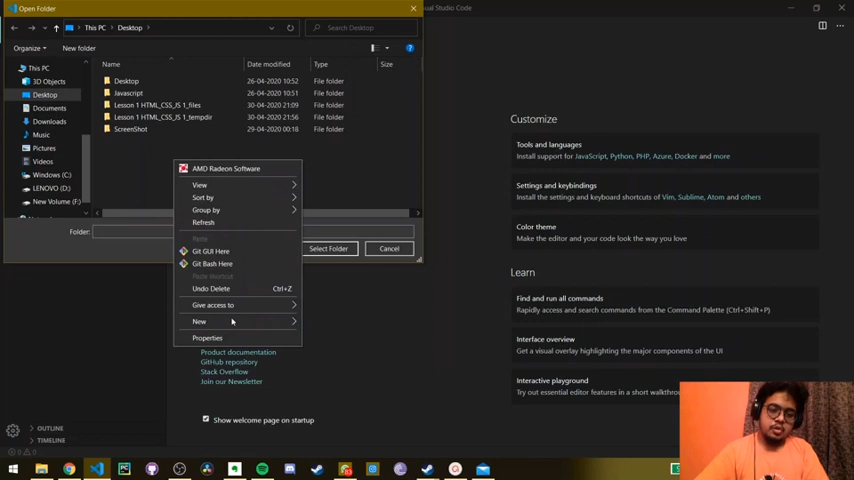 Open Folder
Visual Studio Code
This PC
Desktop
Search Desktop
Organize
New folder
Name
Date modified
Type
Size
This PC
3D Objects
Desktop
Documents
Downloads
Music
Pictures
Videos
Windows (C:)
LENOVO (D:)
New Volume (F:)
Desktop 26-04-2020 10:52 File folder
Javascript 26-04-2020 10:52 File folder
Lesson 1 HTML_CSS_JS 1_files 30-04-2020 21:09 File folder
Lesson 1 HTML_CSS_JS 1_tempdir 30-04-2020 21:56 File folder
ScreenShot 29-04-2020 00:18 File folder
Folder:
Select Folder
Cancel
AMD Radeon Software
View
Sort by
Group by
Refresh
Paste
Git GUI Here
Git Bash Here
Paste shortcut
Undo Delete Ctrl+Z
Give access to
New
Properties
Product documentation
GitHub repository
Stack Overflow
Join our Newsletter
Show welcome page on startup
OUTLINE
TIMELINE
Customize
Tools and languages
Install support for JavaScript, Python, PHP, Azure, Docker and more
Settings and keybindings
Install the settings and keyboard shortcuts of Vim, Sublime, Atom and others
Color theme
Make the editor and your code look the way you love
Learn
Find and run all commands
Rapidly access and search commands from the Command Palette (Ctrl+Shift+P)
Interface overview
Get a visual overlay highlighting the major components of the UI
Interactive playground
Try out essential editor features in a short walkthrou